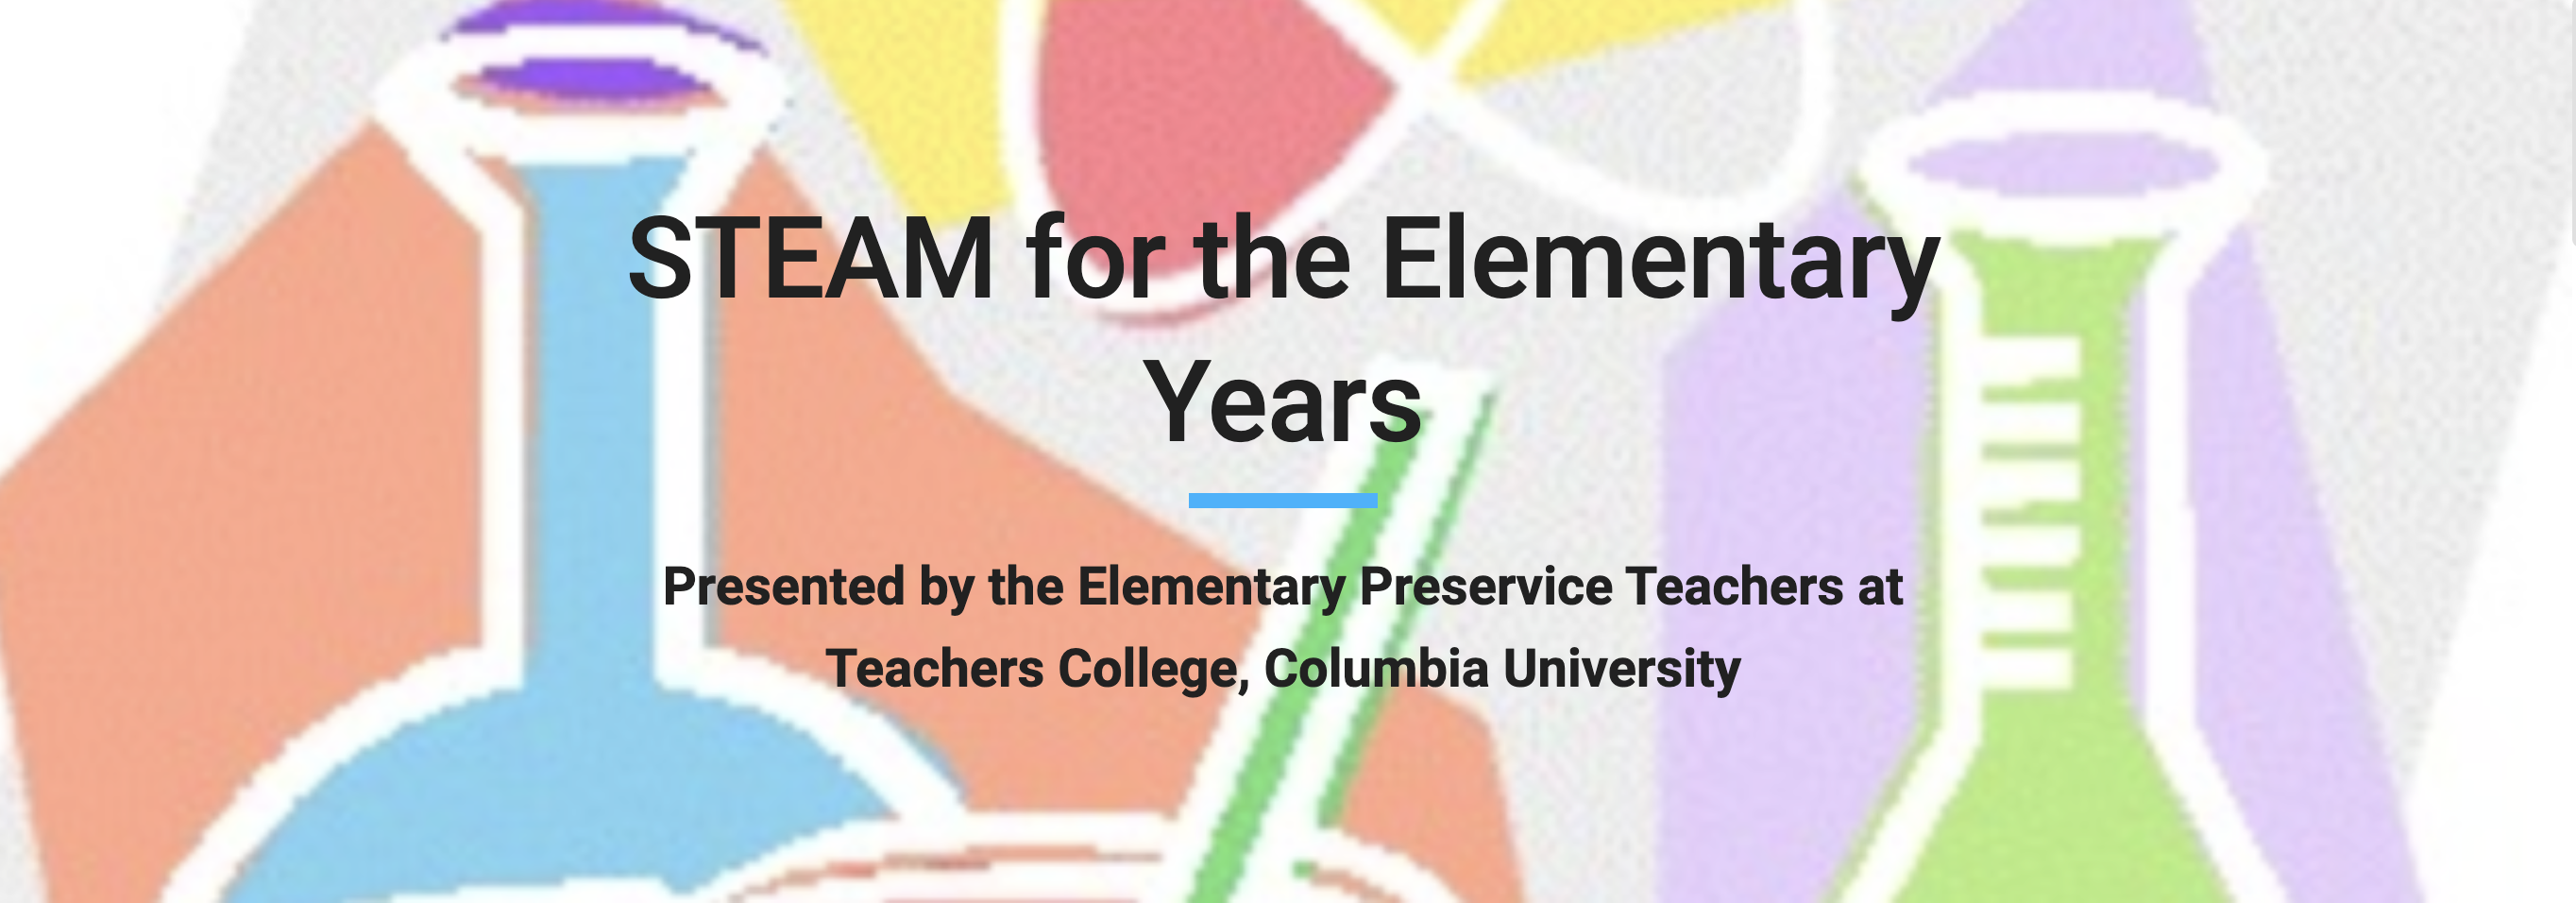 STEAM for the Elementary
Years
Presented by the Elementary Preservice Teachers at
Teachers College, Columbia University